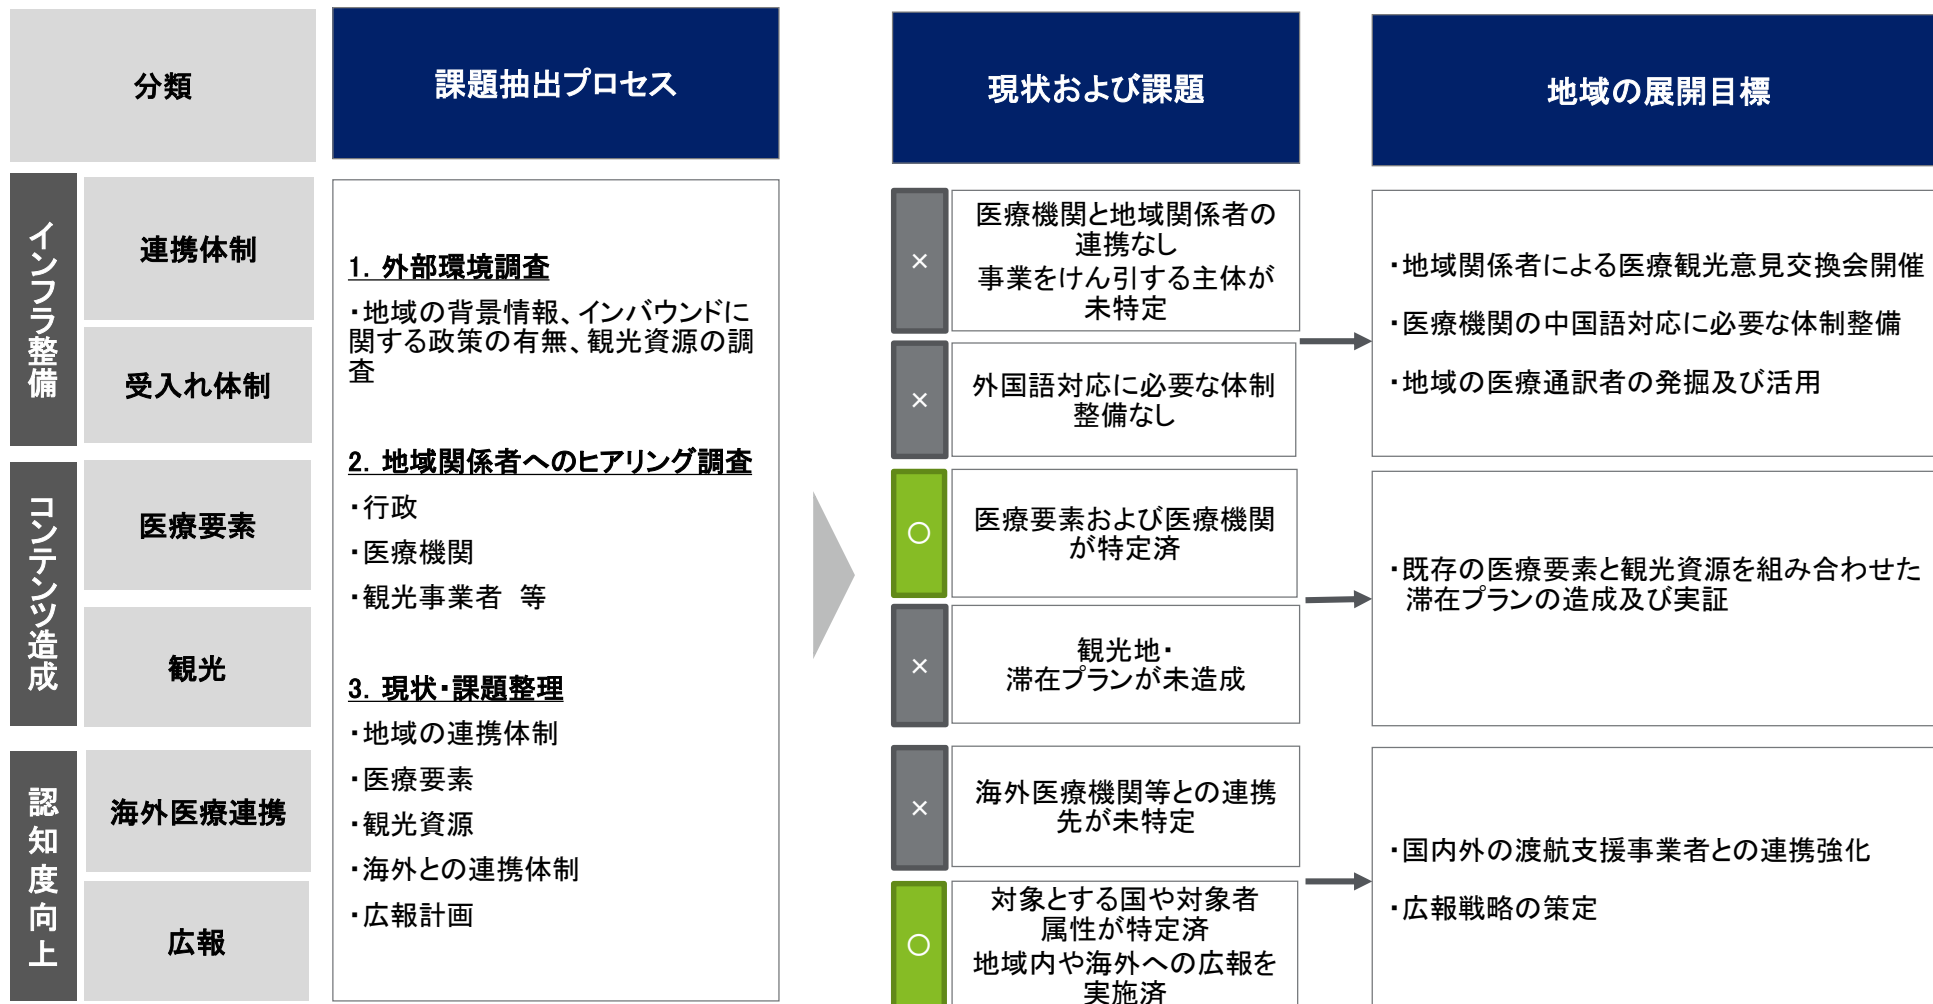 分類
課題抽出プロセス
現状および課題
地域の展開目標
インフラ整備
連携体制
受入れ体制
コンテンツ造成
医療要素
観光
認知度向上
海外医療連携
広報
1. 外部環境調査
・地域の背景情報、インバウンドに
関する政策の有無、観光資源の調
査
2. 地域関係者へのヒアリング調査
・行政
・医療機関
・観光事業者 等
3. 現状・課題整理
・地域の連携体制
・医療要素
・観光資源
・海外との連携体制
・広報計画
×
医療機関と地域関係者の
連携なし
事業をけん引する主体が
未特定
×
外国語対応に必要な体制
整備なし
○
医療要素および医療機関
が特定済
×
観光地・
滞在プランが未造成
×
海外医療機関等との連携
先が未特定
○
対象とする国や対象者
属性が特定済
地域内や海外への広報を
実施済
・地域関係者による医療観光意見交換会開催
・医療機関の中国語対応に必要な体制整備
・地域の医療通訳者の発掘及び活用
・既存の医療要素と観光資源を組み合わせた
滞在プランの造成及び実証
・国内外の渡航支援事業者との連携強化
・広報戦略の策定